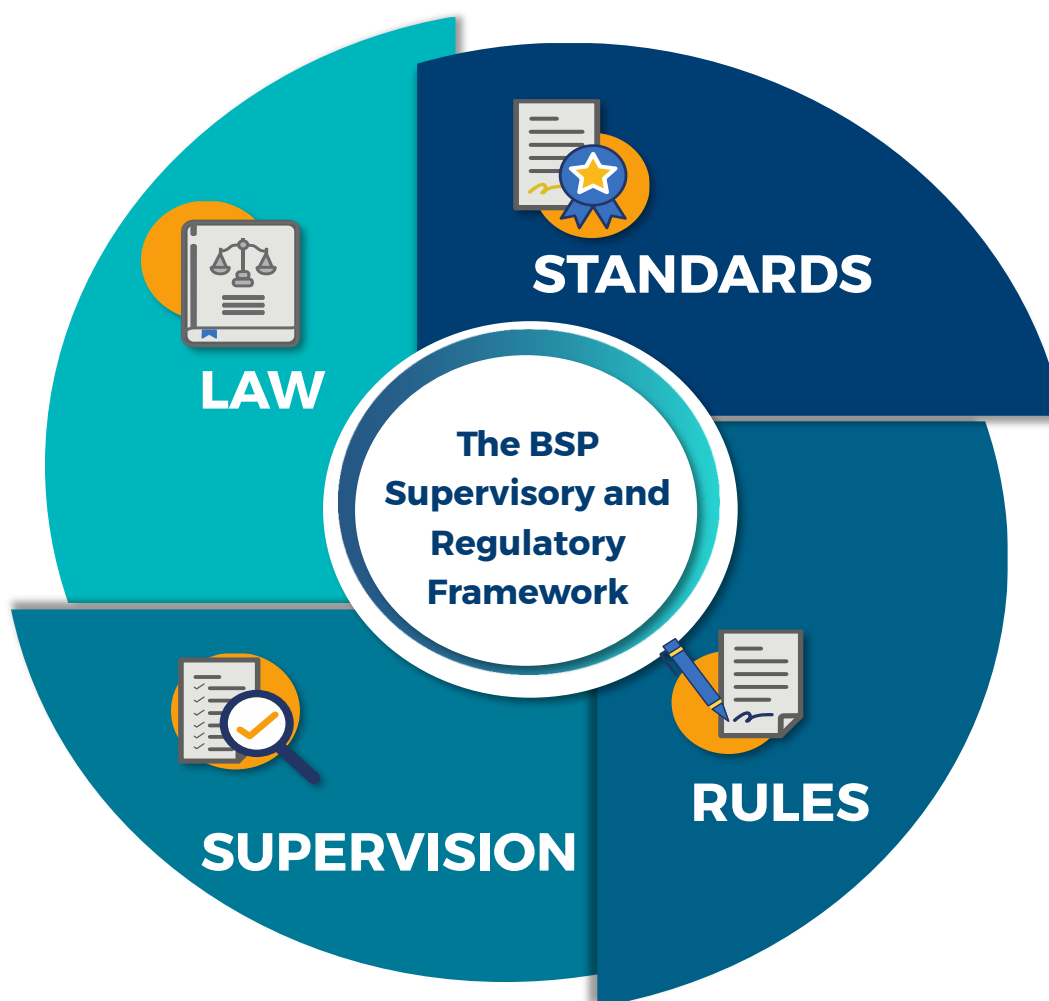 STANDARDS
LAW
The BSP
Supervisory and
Regulatory
Framework
RULES
SUPERVISION